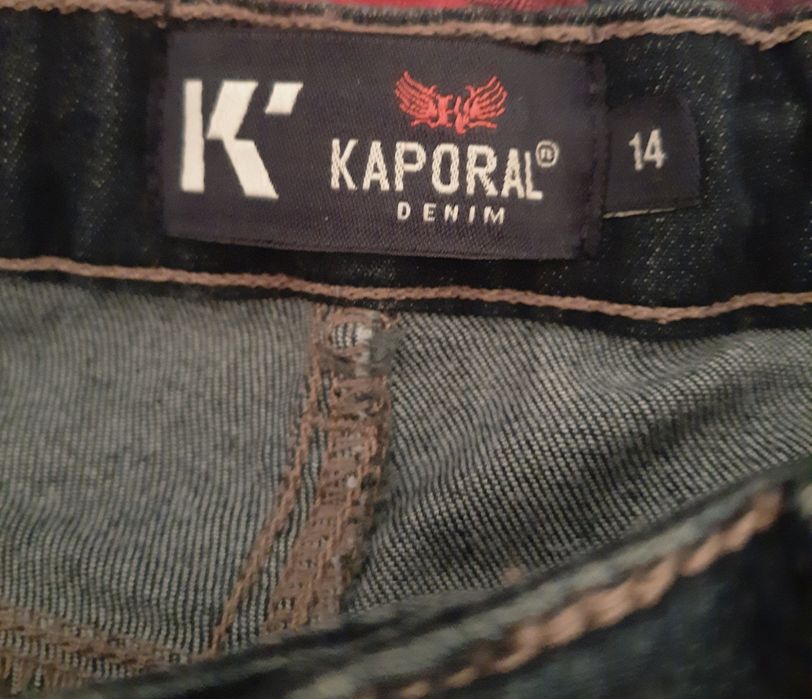 K'
KAPORAL®
DENIM
14